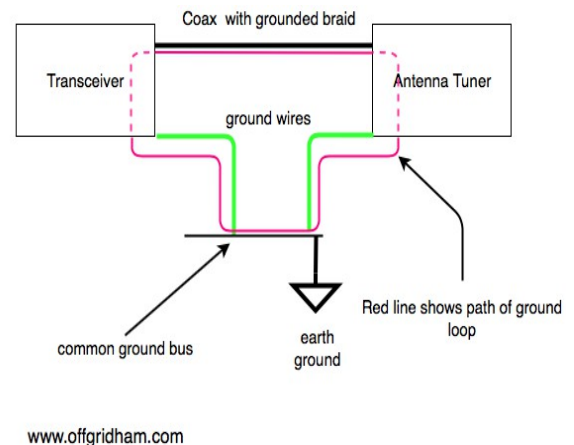 Coax with grounded braid
Transceiver
Antenna Tuner
ground wires
Red line shows path of ground
loop
common ground bus
earth
ground
www.offgridham.com